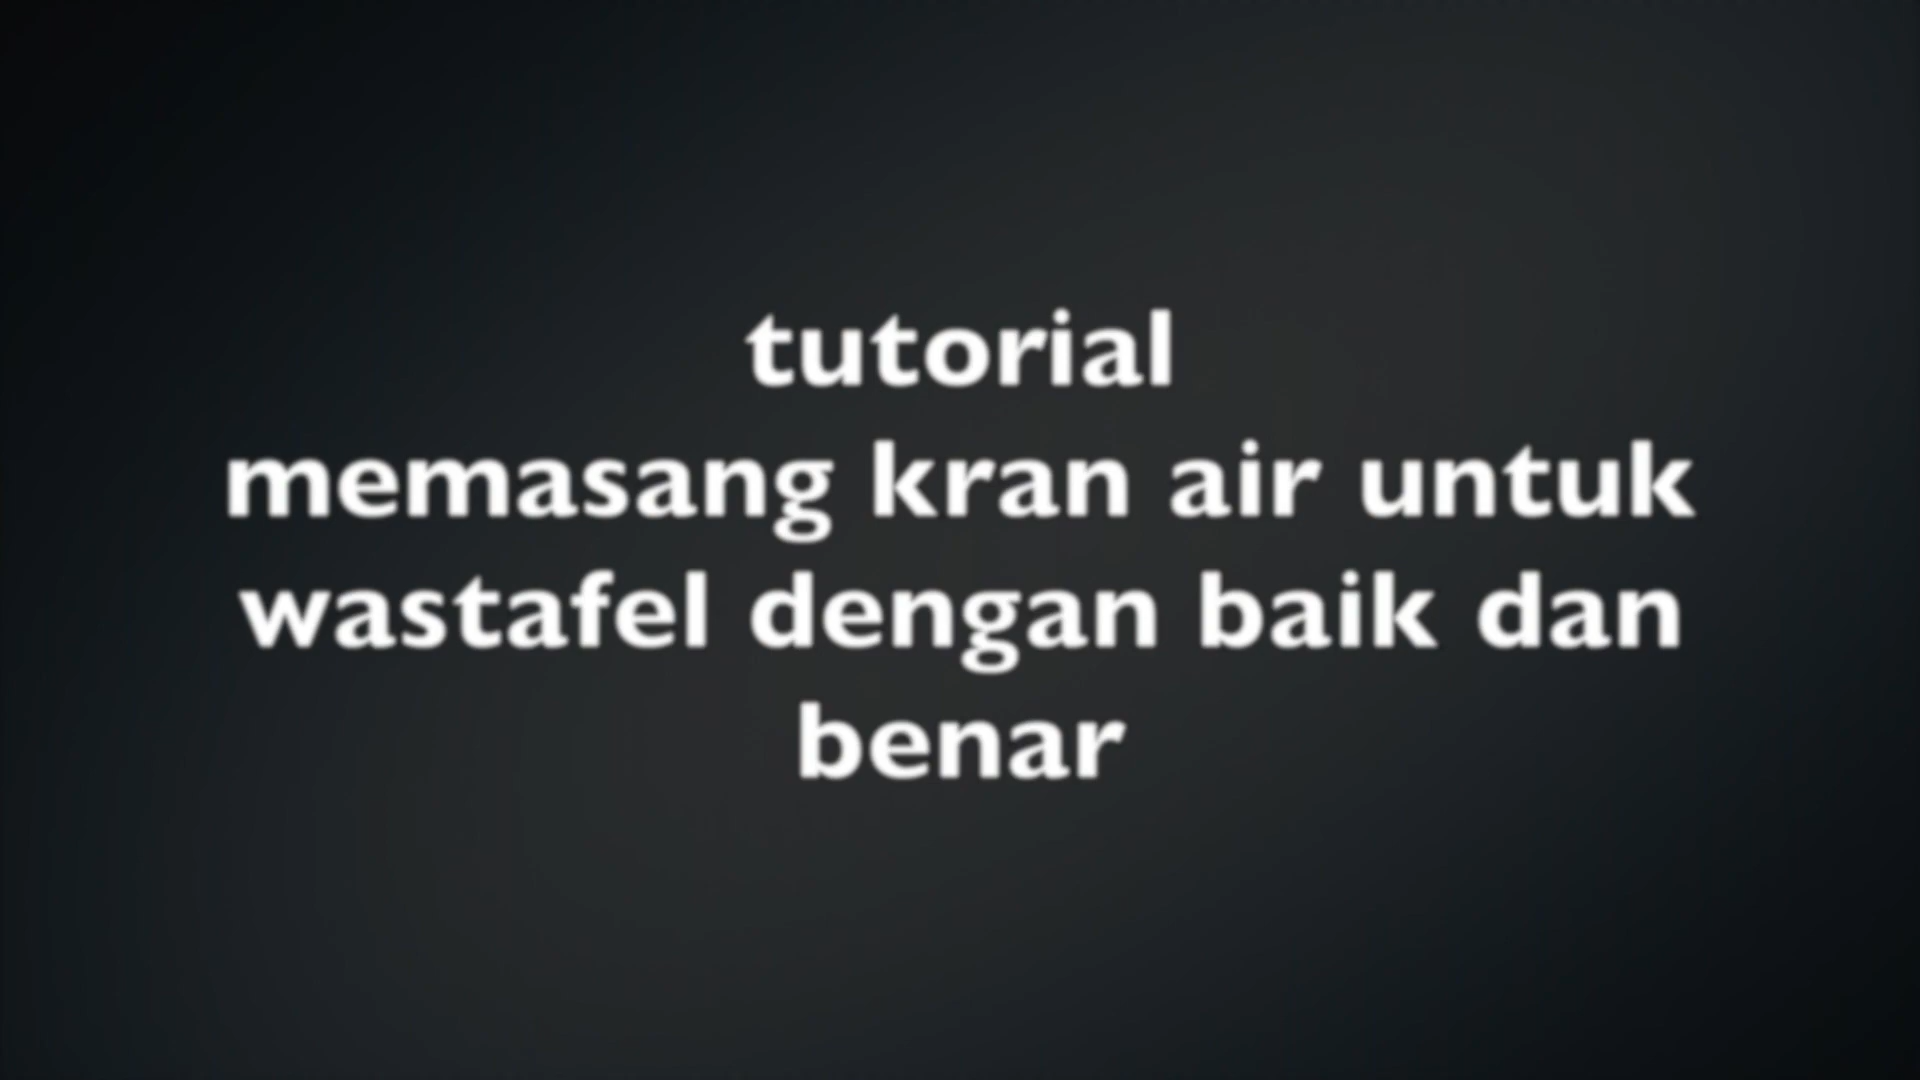 tutorial
memasang kran air untuk
wastafel dengan baik dan
benar